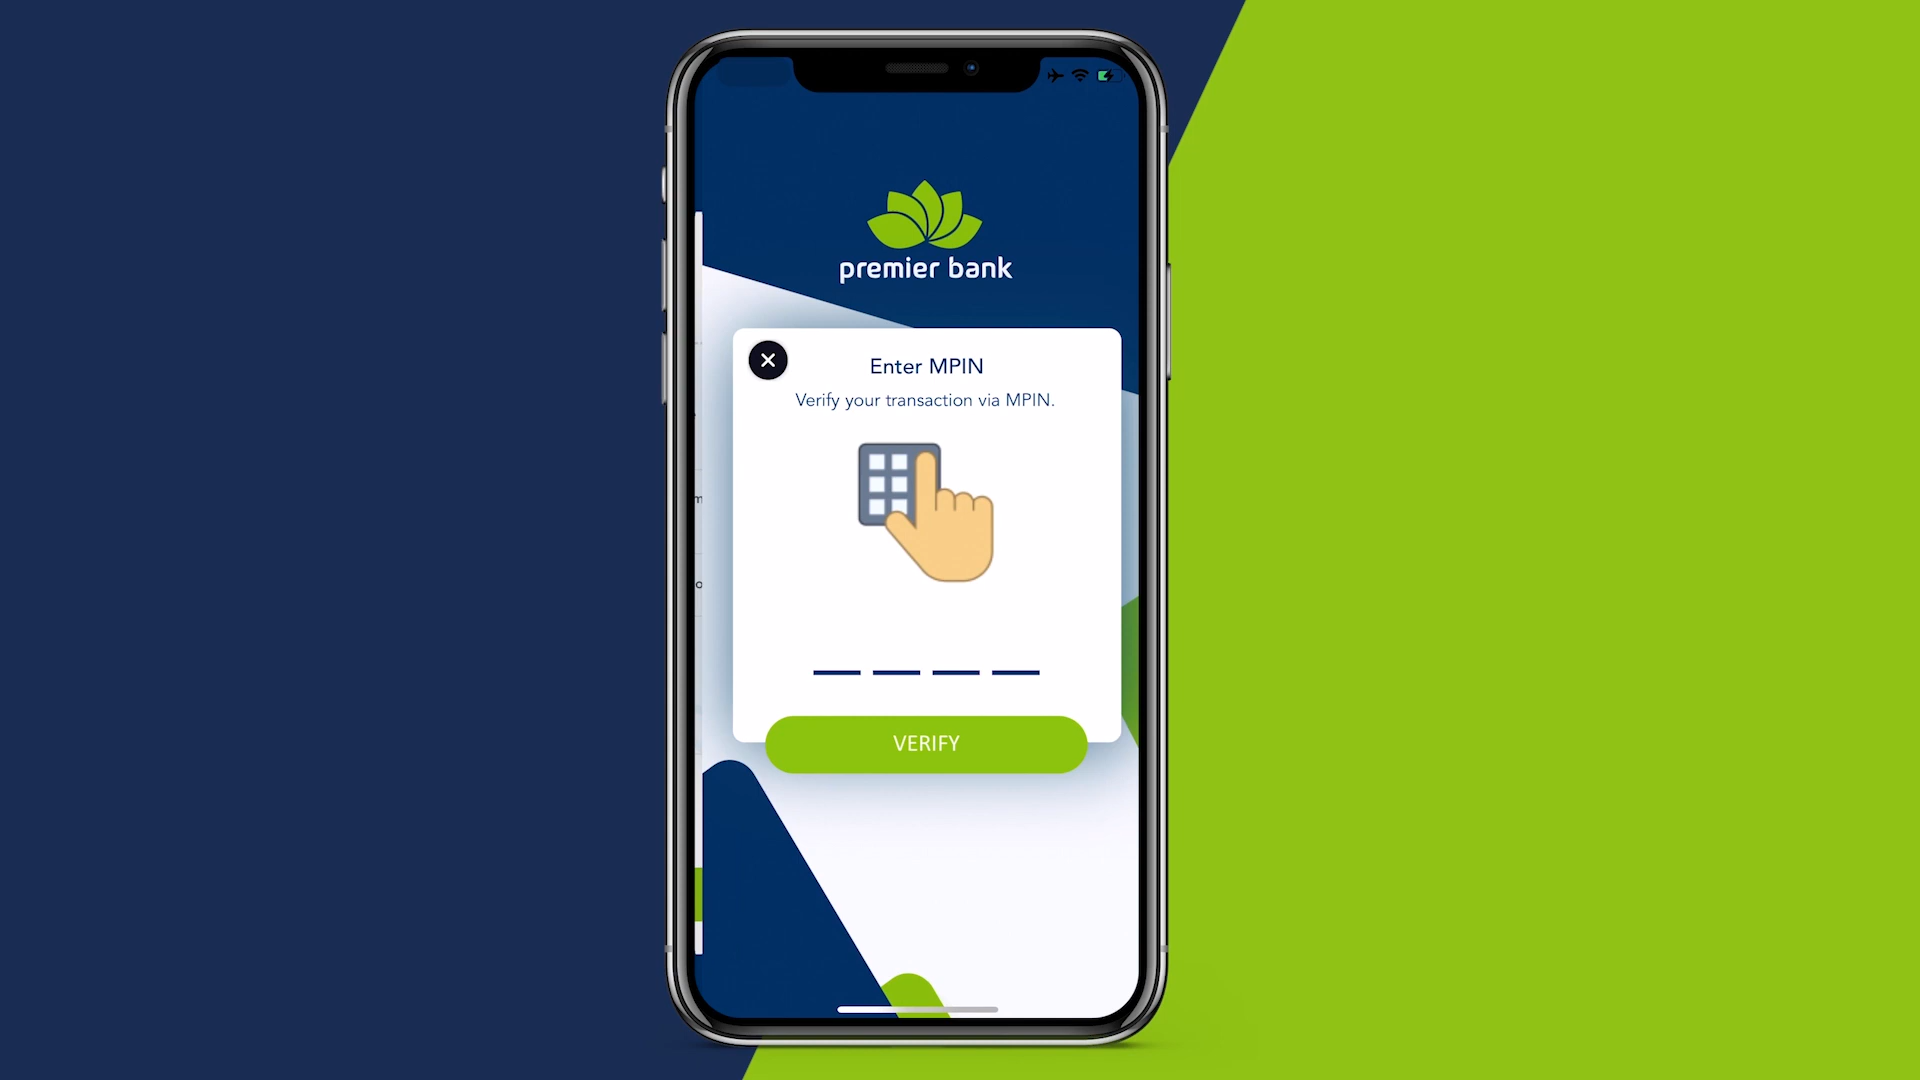 premier bank
Enter MPIN
Verify your transaction via MPIN.
VERIFY